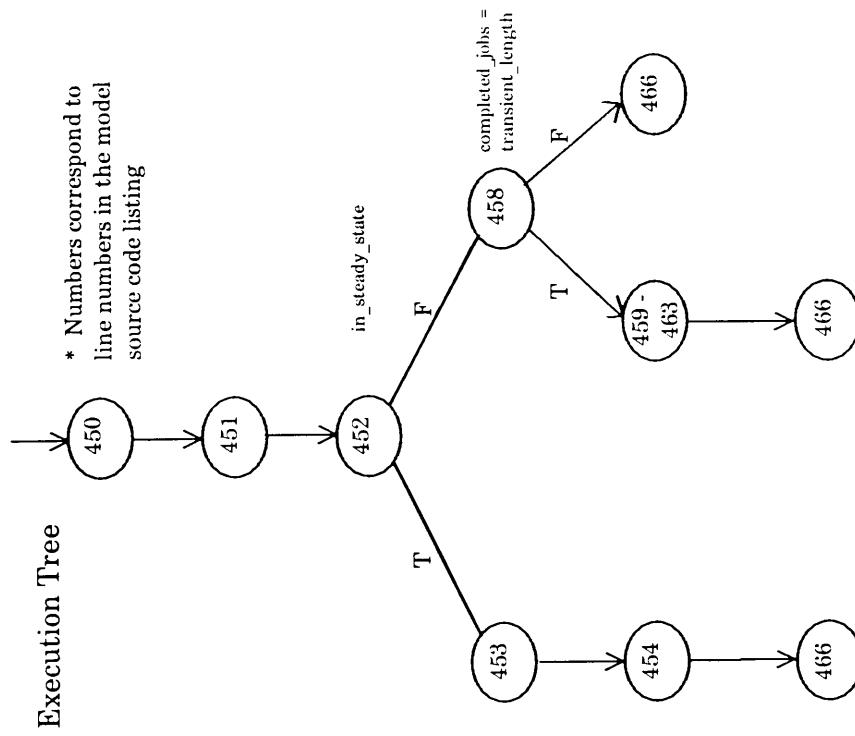 Execution Tree
* Numbers correspond to
line numbers in the model
source code listing
450
451
452
in_steady_state
T
F
453
458
completed_jobs =
transient_length
T
F
454
459 -
463
466
466
466